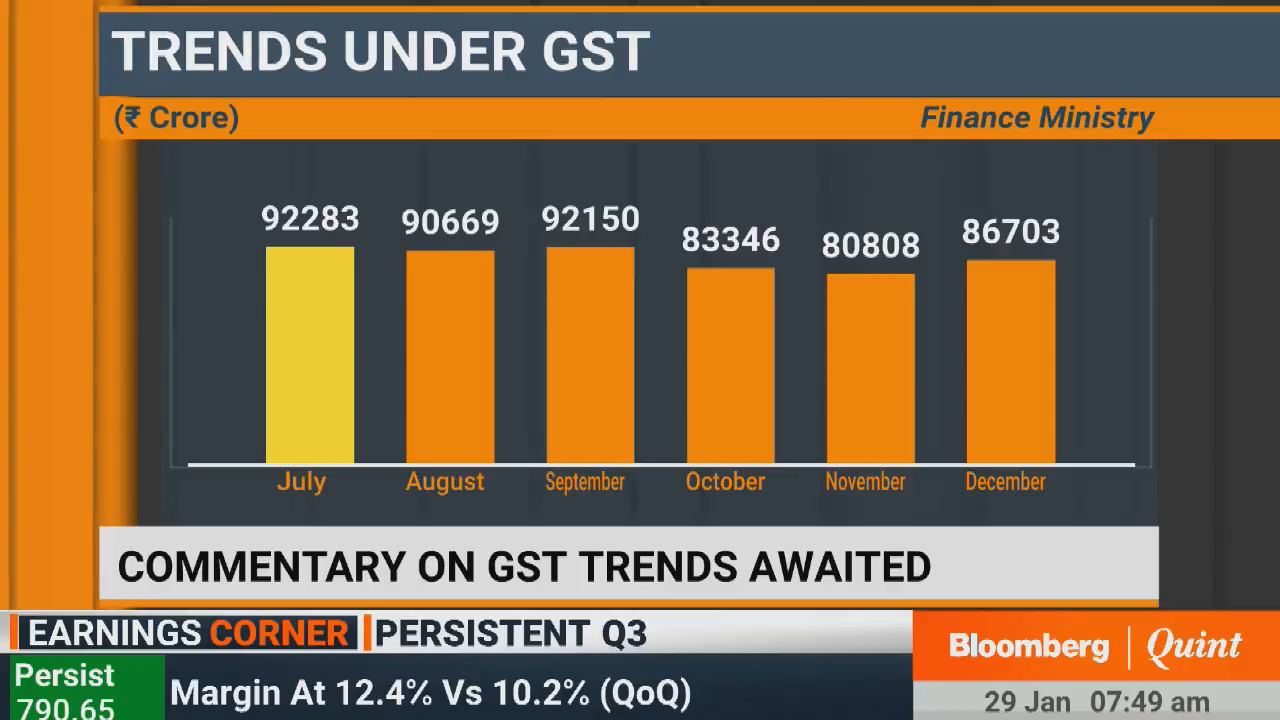 TRENDS UNDER GST
(₹ Crore) Finance Ministry
92283 90669 92150 83346 80808 86703
July August September October November December
COMMENTARY ON GST TRENDS AWAITED
EARNINGS CORNER PERSISTENT Q3
Persist
790.65
Margin At 12.4% Vs 10.2% (QoQ)
Bloomberg | Quint
29 Jan 07:49 am